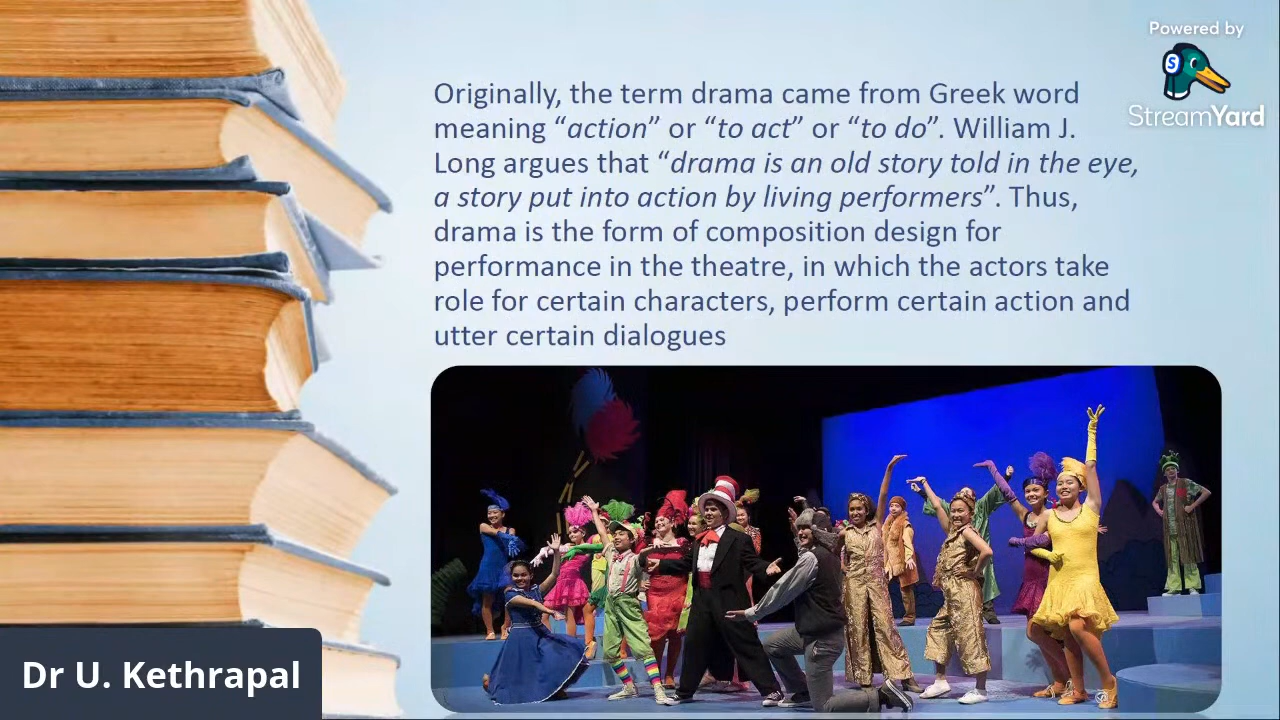 Powered by
S
StreamYard
Originally, the term drama came from Greek word
meaning “action” or “to act” or “to do”. William J.
Long argues that “drama is an old story told in the eye,
a story put into action by living performers”. Thus,
drama is the form of composition design for
performance in the theatre, in which the actors take
role for certain characters, perform certain action and
utter certain dialogues
Dr U. Kethrapal